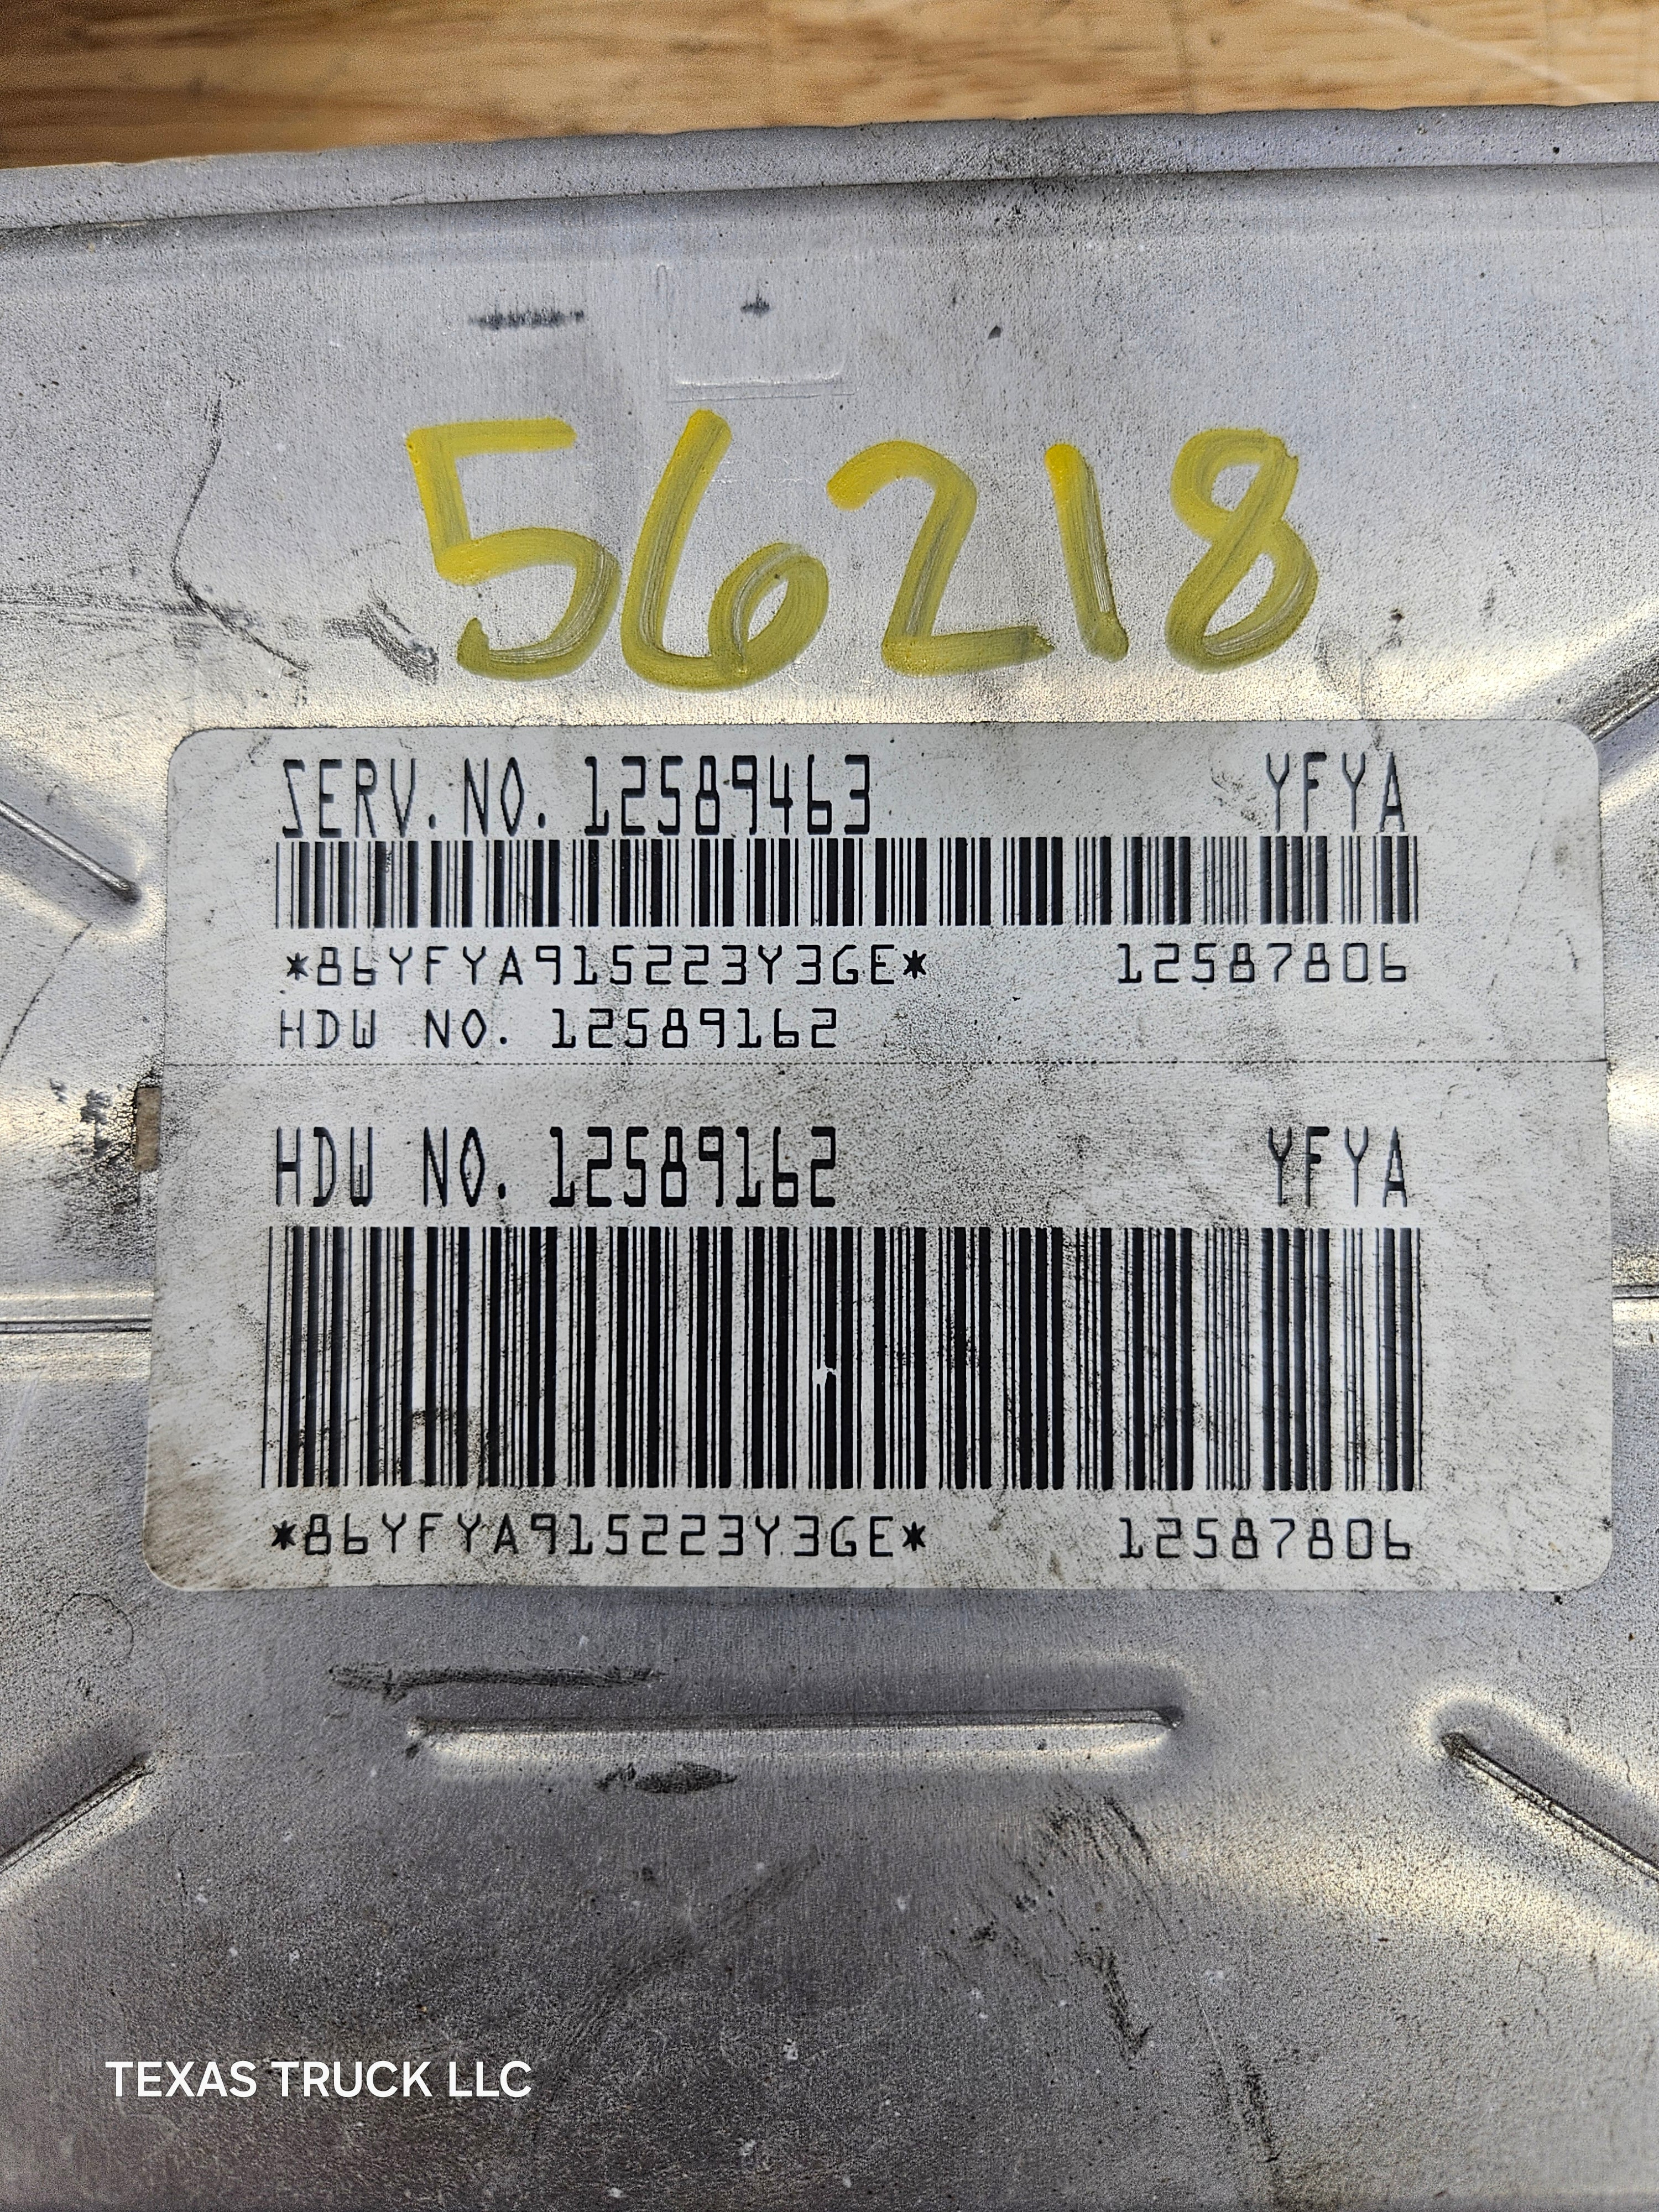 56218
SERV. NO. 12589463 YFYA
*86YFYA915223Y3GE* 12587806
HDW NO. 12589162
HDW NO. 12589162 YFYA
*86YFYA915223Y3GE* 12587806
TEXAS TRUCK LLC